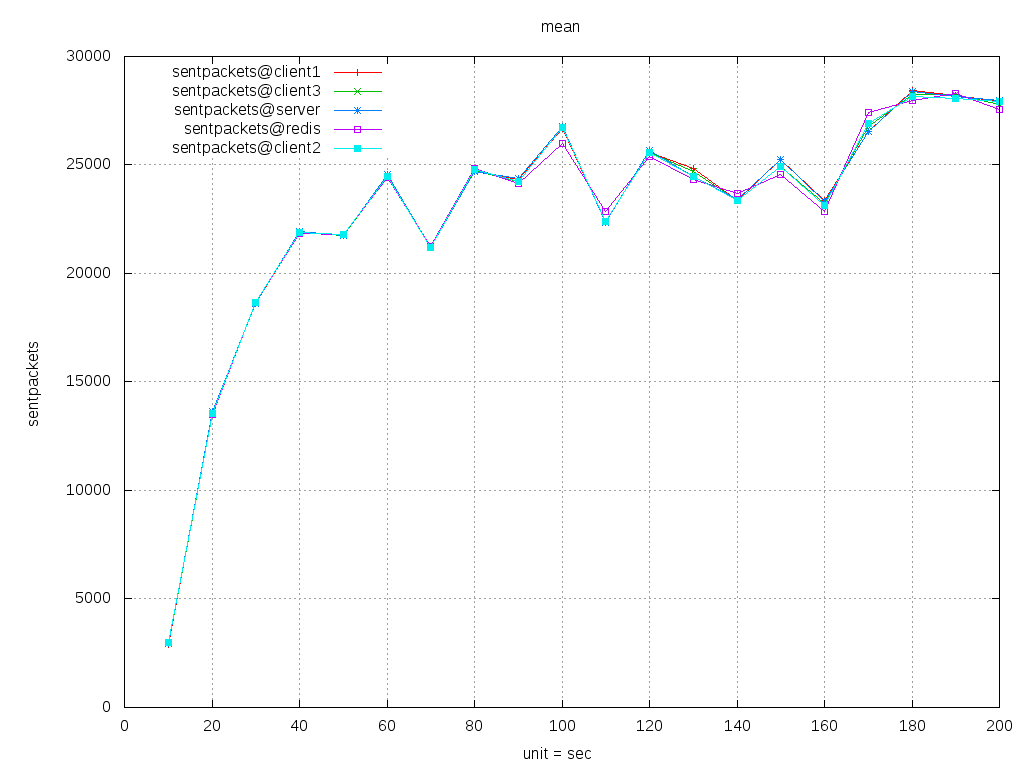 mean
30000
25000
20000
15000
10000
5000
0
sentpackets
sentpackets@client1
sentpackets@client3
sentpackets@server
sentpackets@redis
sentpackets@client2
0 20 40 60 80 100 120 140 160 180 200
unit = sec